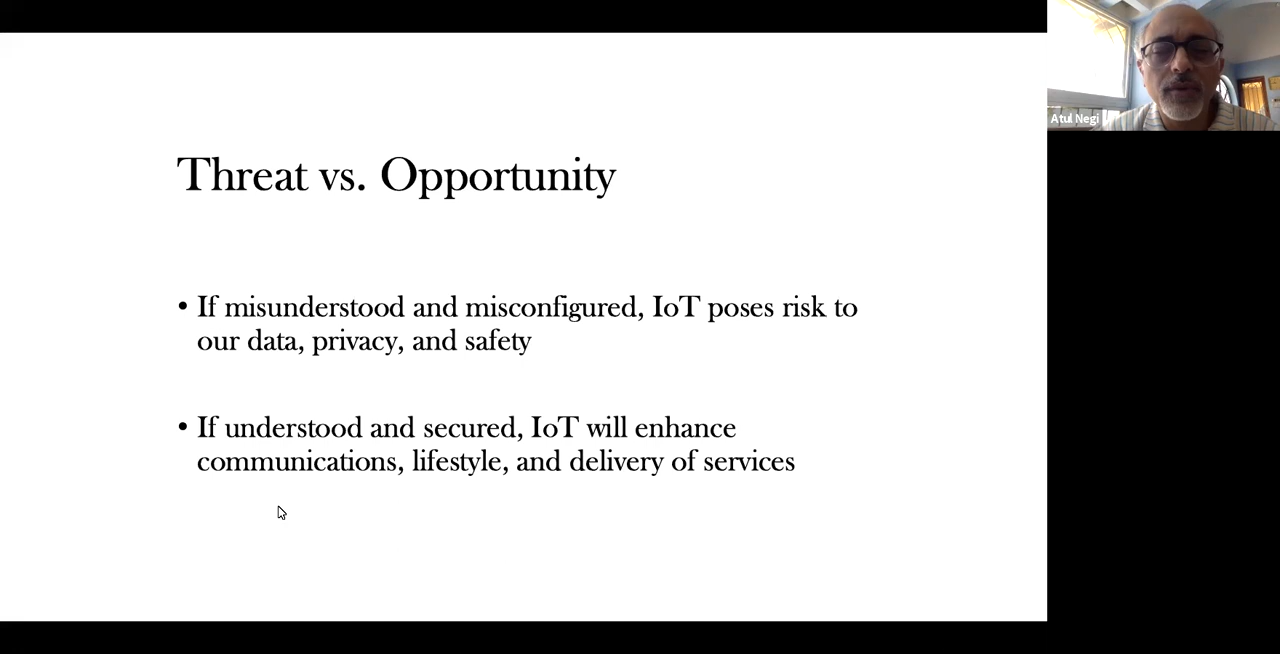 Threat vs. Opportunity
• If misunderstood and misconfigured, IoT poses risk to
our data, privacy, and safety
• If understood and secured, IoT will enhance
communications, lifestyle, and delivery of services
Atul Negi